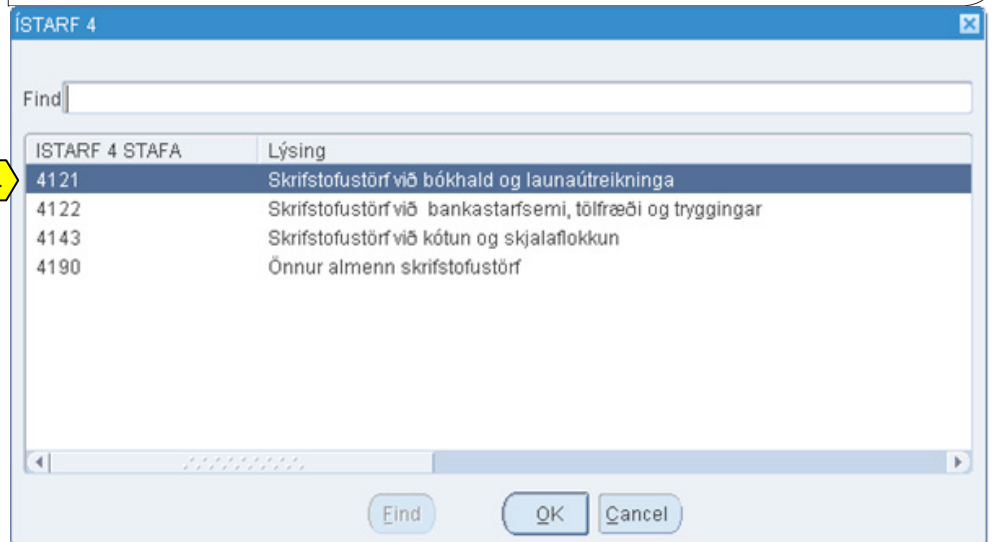 ÍSTARF 4
Find
ISTARF 4 STAFA Lýsing
4121 Skrifstofustörf við bókhald og launaútreikninga
4122 Skrifstofustörf við bankastarfsemi, tölfræði og tryggingar
4143 Skrifstofustörf við kótun og skjalaflokkun
4190 Önnur almenn skrifstofustörf
Find OK Cancel